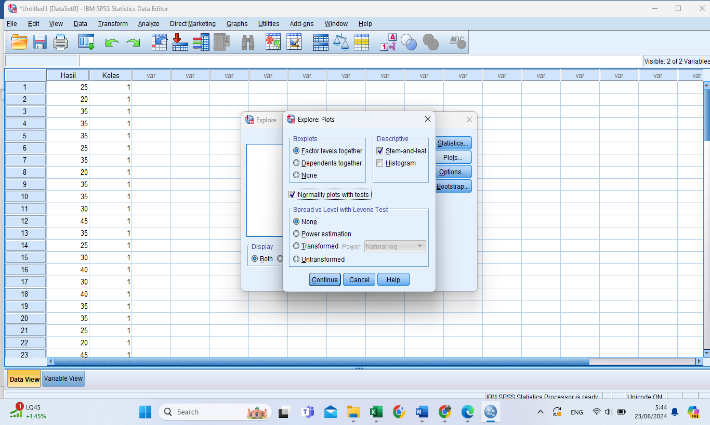 *Untitled1 [DataSet0] - IBM SPSS Statistics Data Editor
File Edit View Data Transform Analyze Direct Marketing Graphs Utilities Add-ons Window Help
Visible: 2 of 2 Variables
Hasil Kelas var var var var var var var var var var var var var var var
1 25 1
2 20 1
3 35 1
4 35 1
5 35 1
6 25 1
7 35 1
8 20 1
9 35 1
10 35 1
11 30 1
12 45 1
13 35 1
14 25 1
15 30 1
16 40 1
17 30 1
18 40 1
19 35 1
20 35 1
21 25 1
22 20 1
23 45 1
Explore
Display
Both
Statistics...
Plots...
Options...
Bootstrap...
Explore: Plots
Boxplots
Factor levels together
Dependents together
None
Descriptive
Stem-and-leaf
Histogram
Normality plots with tests
Spread vs Level with Levene Test
None
Power estimation
Transformed Power: Natural log
Untransformed
Continue Cancel Help
Data View Variable View
IBM SPSS Statistics Processor is ready Unicode:ON
LQ45
+1.45%
Search
ENG
5:44
23/06/2024